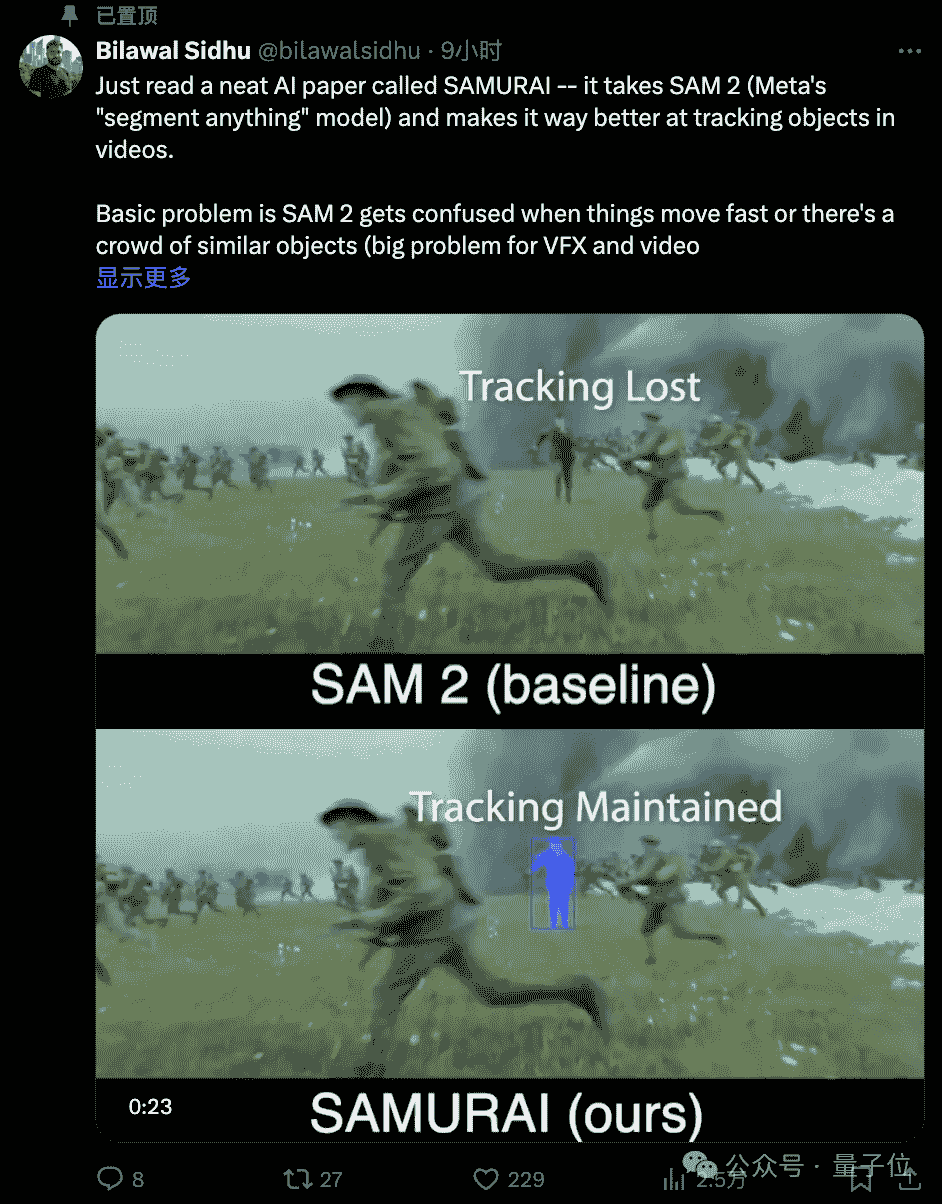 已置顶
Bilawal Sidhu @bilawalsidhu · 9小时
Just read a neat AI paper called SAMURAI -- it takes SAM 2 (Meta's
"segment anything" model) and makes it way better at tracking objects in
videos.
Basic problem is SAM 2 gets confused when things move fast or there's a
crowd of similar objects (big problem for VFX and video
显示更多
Tracking Lost
SAM 2 (baseline)
Tracking Maintained
0:23
SAMURAI (ours)
8 27 229 2.5万
公众号 · 量子位